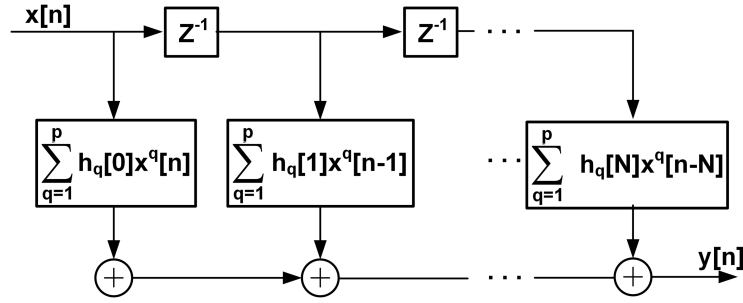 x[n]
Z⁻¹
Z⁻¹
. . .
p
∑ h_q[0]x^q[n]
q=1
p
∑ h_q[1]x^q[n-1]
q=1
. . .
p
∑ h_q[N]x^q[n-N]
q=1
+
+
. . .
+
y[n]